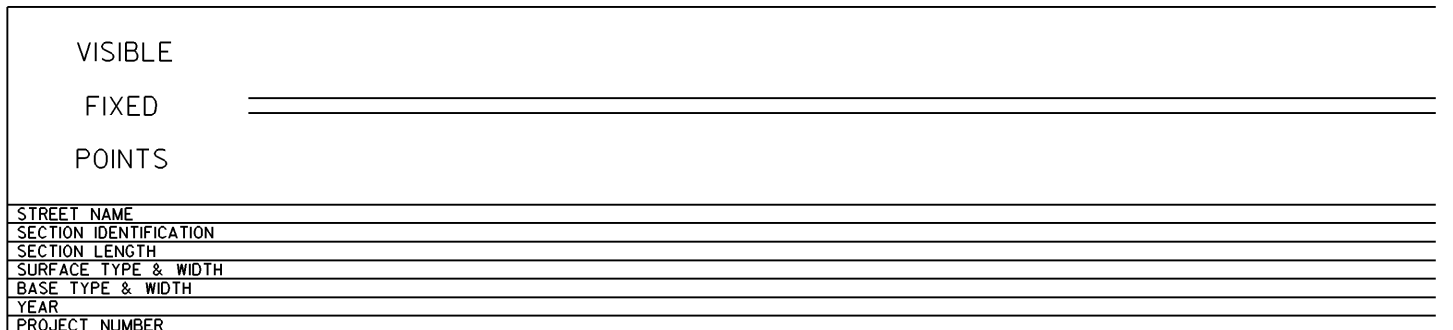 VISIBLE
FIXED
POINTS
STREET NAME
SECTION IDENTIFICATION
SECTION LENGTH
SURFACE TYPE & WIDTH
BASE TYPE & WIDTH
YEAR
PROJECT NUMBER